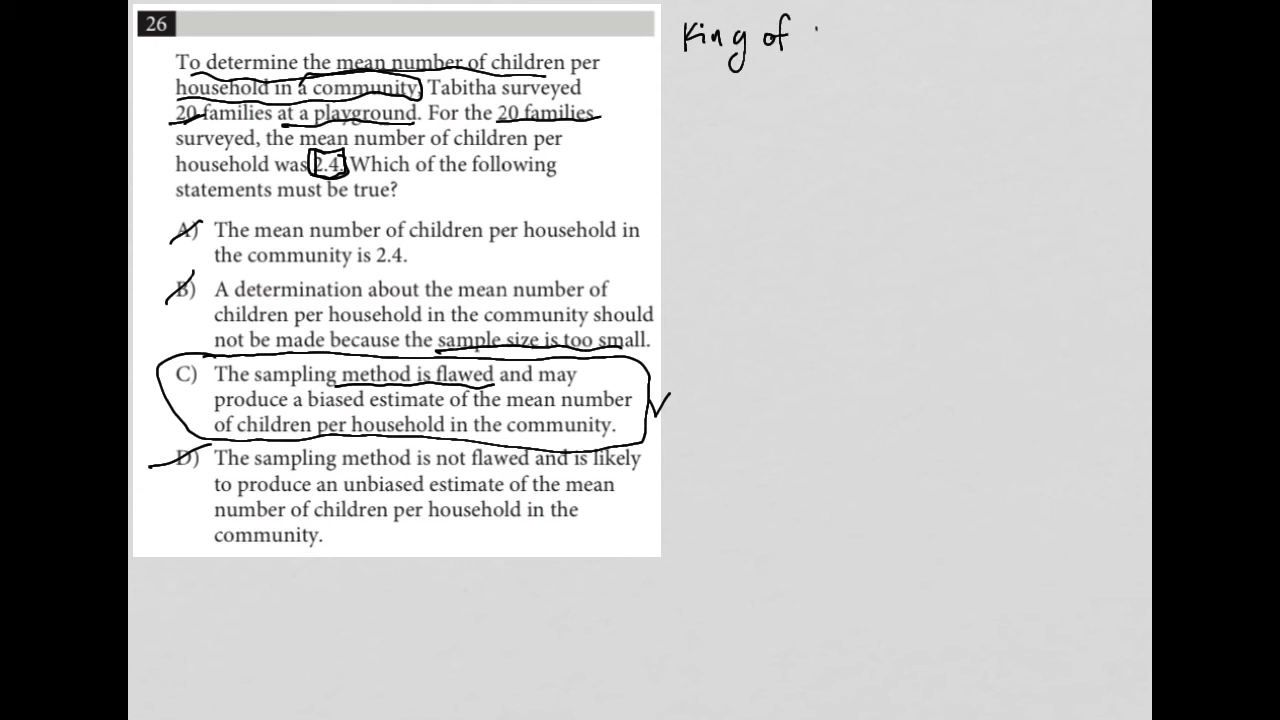 26
King of
To determine the mean number of children per
household in a community, Tabitha surveyed
20 families at a playground. For the 20 families
surveyed, the mean number of children per
household was 2.4. Which of the following
statements must be true?
A) The mean number of children per household in
the community is 2.4.
B) A determination about the mean number of
children per household in the community should
not be made because the sample size is too small.
C) The sampling method is flawed and may
produce a biased estimate of the mean number
of children per household in the community.
D) The sampling method is not flawed and is likely
to produce an unbiased estimate of the mean
number of children per household in the
community.